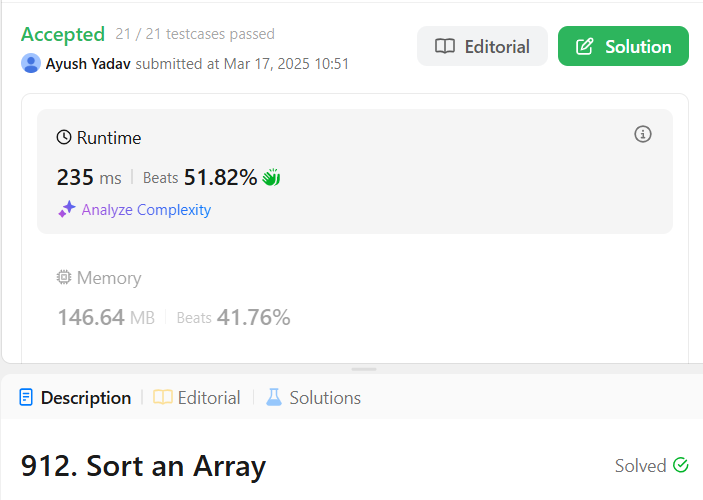 Accepted 21 / 21 testcases passed
Ayush Yadav submitted at Mar 17, 2025 10:51
Editorial
Solution
Runtime
235 ms Beats 51.82%
Analyze Complexity
Memory
146.64 MB Beats 41.76%
Description Editorial Solutions
912. Sort an Array
Solved